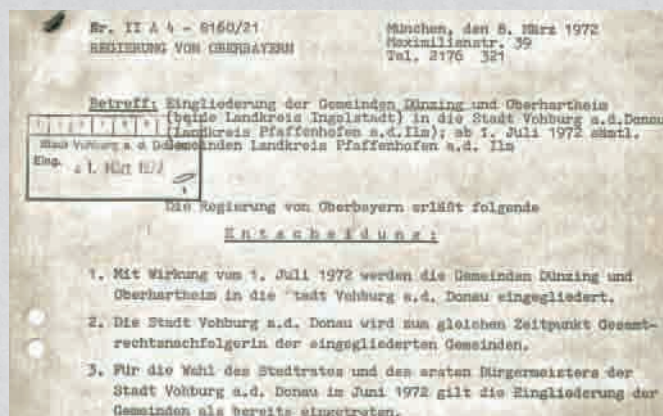 Nr. II A 4 - 8160/21
REGIERUNG VON OBERBAYERN
München, den 8. März 1972
Maximilianstr. 39
Tel. 2176 321
Betreff: Eingliederung der Gemeinden Dünzing und Oberhartheim
(beide Landkreis Ingolstadt) in die Stadt Vohburg a.d.Donau
(Landkreis Pfaffenhofen a.d.Ilm); ab 1. Juli 1972 sämtl.
Gemeinden Landkreis Pfaffenhofen a.d. Ilm
Stadt Vohburg a. d. D
Eing. 1. März 1972
Die Regierung von Oberbayern erläßt folgende
E n t s c h e i d u n g :
1. Mit Wirkung vom 1. Juli 1972 werden die Gemeinden Dünzing und
Oberhartheim in die tadt Vohburg a.d. Donau eingegliedert.
2. Die Stadt Vohburg a.d. Donau wird zum gleichen Zeitpunkt Gesamt-
rechtsnachfolgerin der eingegliederten Gemeinden.
3. Für die Wahl des Stadtrates und des ersten Bürgermeisters der
Stadt Vohburg a.d. Donau im Juni 1972 gilt die Eingliederung der
Gemeinden als bereits eingetreten.